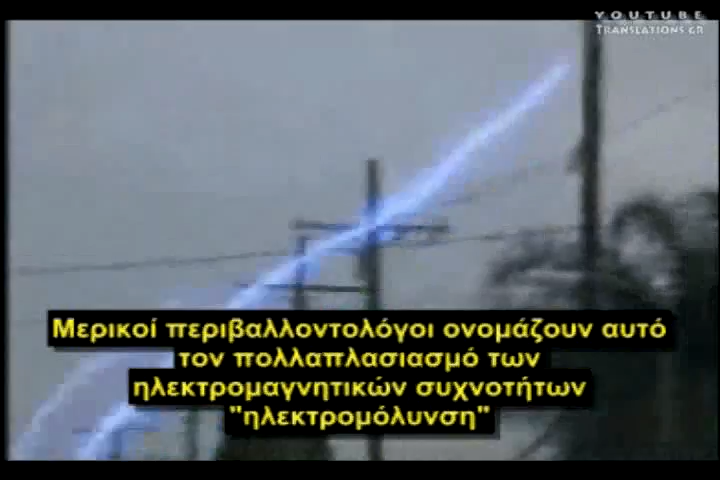 YOUTUBE
TRANSLATIONS.GR
Μερικοί περιβαλλοντολόγοι ονομάζουν αυτό
τον πολλαπλασιασμό των
ηλεκτρομαγνητικών συχνοτήτων
"ηλεκτρομόλυνση"